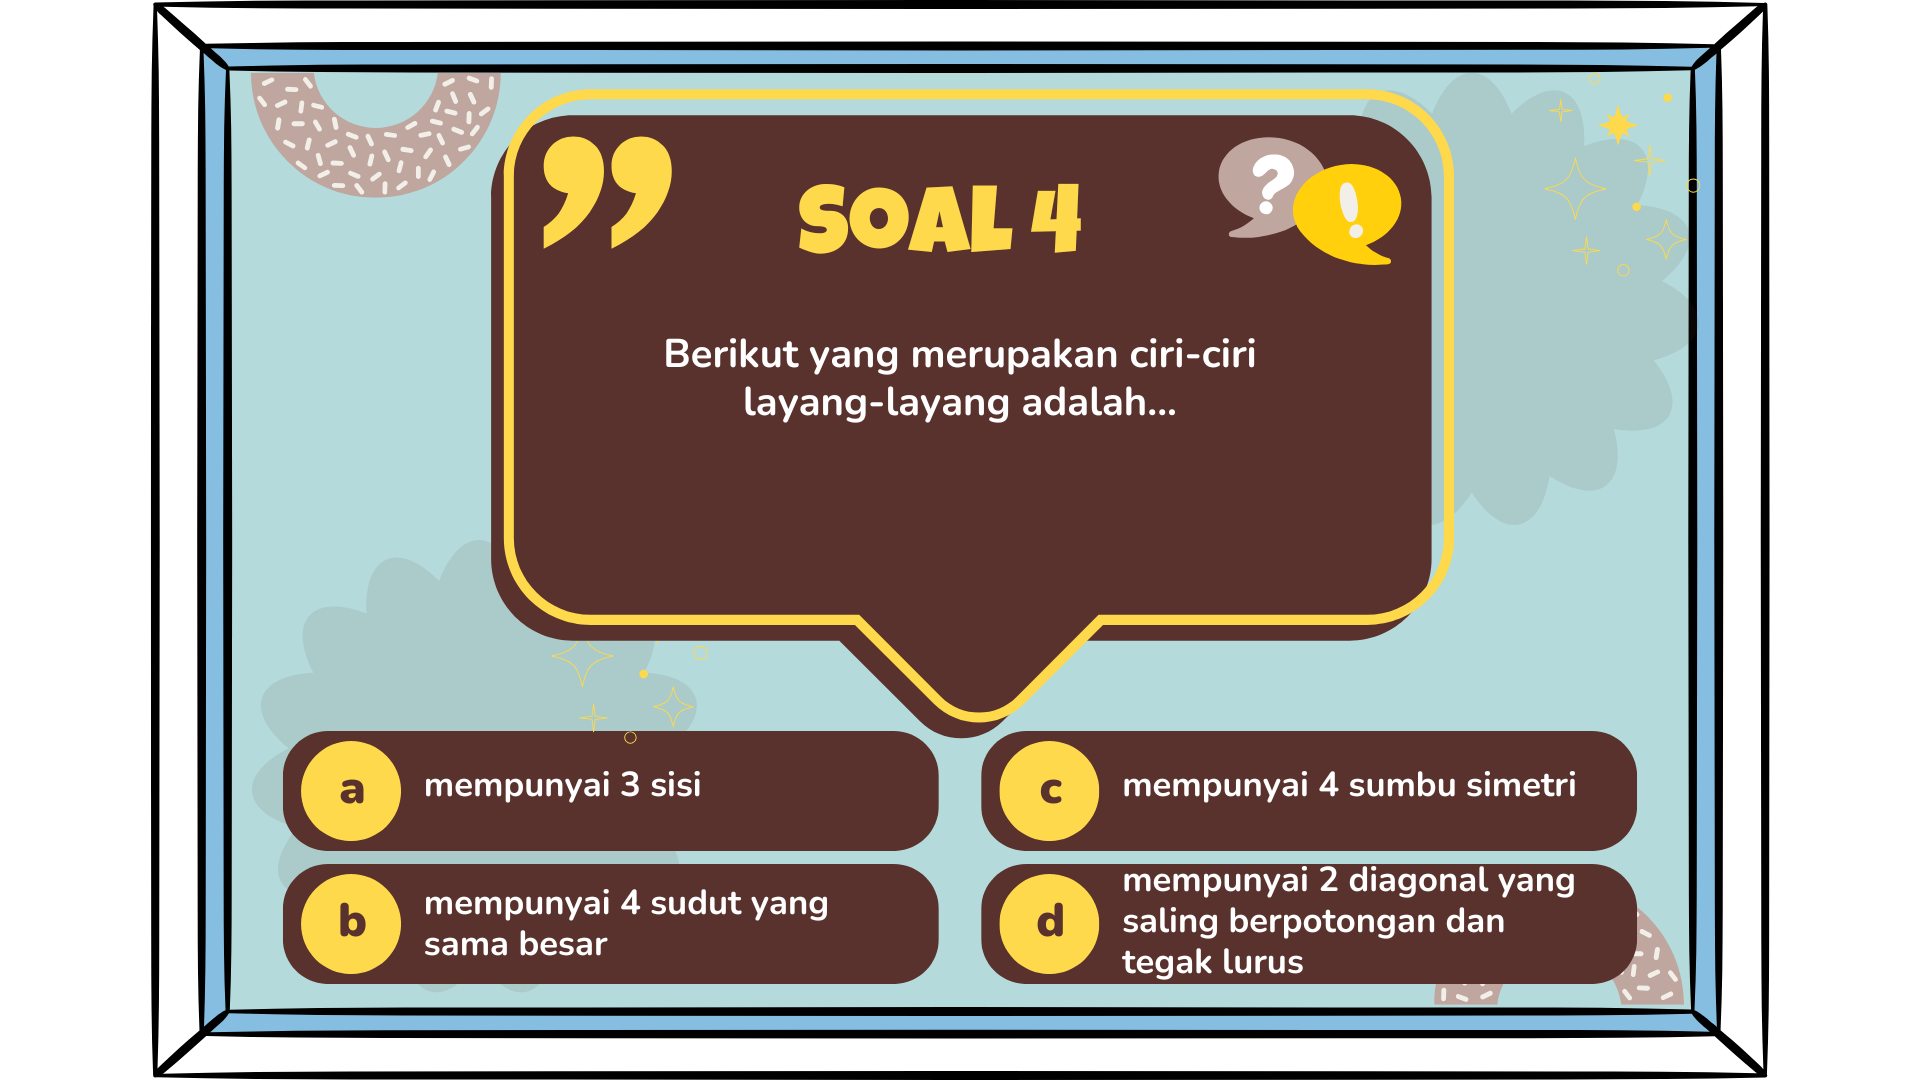 SOAL 4
Berikut yang merupakan ciri-ciri
layang-layang adalah...
a
mempunyai 3 sisi
b
mempunyai 4 sudut yang
sama besar
c
mempunyai 4 sumbu simetri
d
mempunyai 2 diagonal yang
saling berpotongan dan
tegak lurus